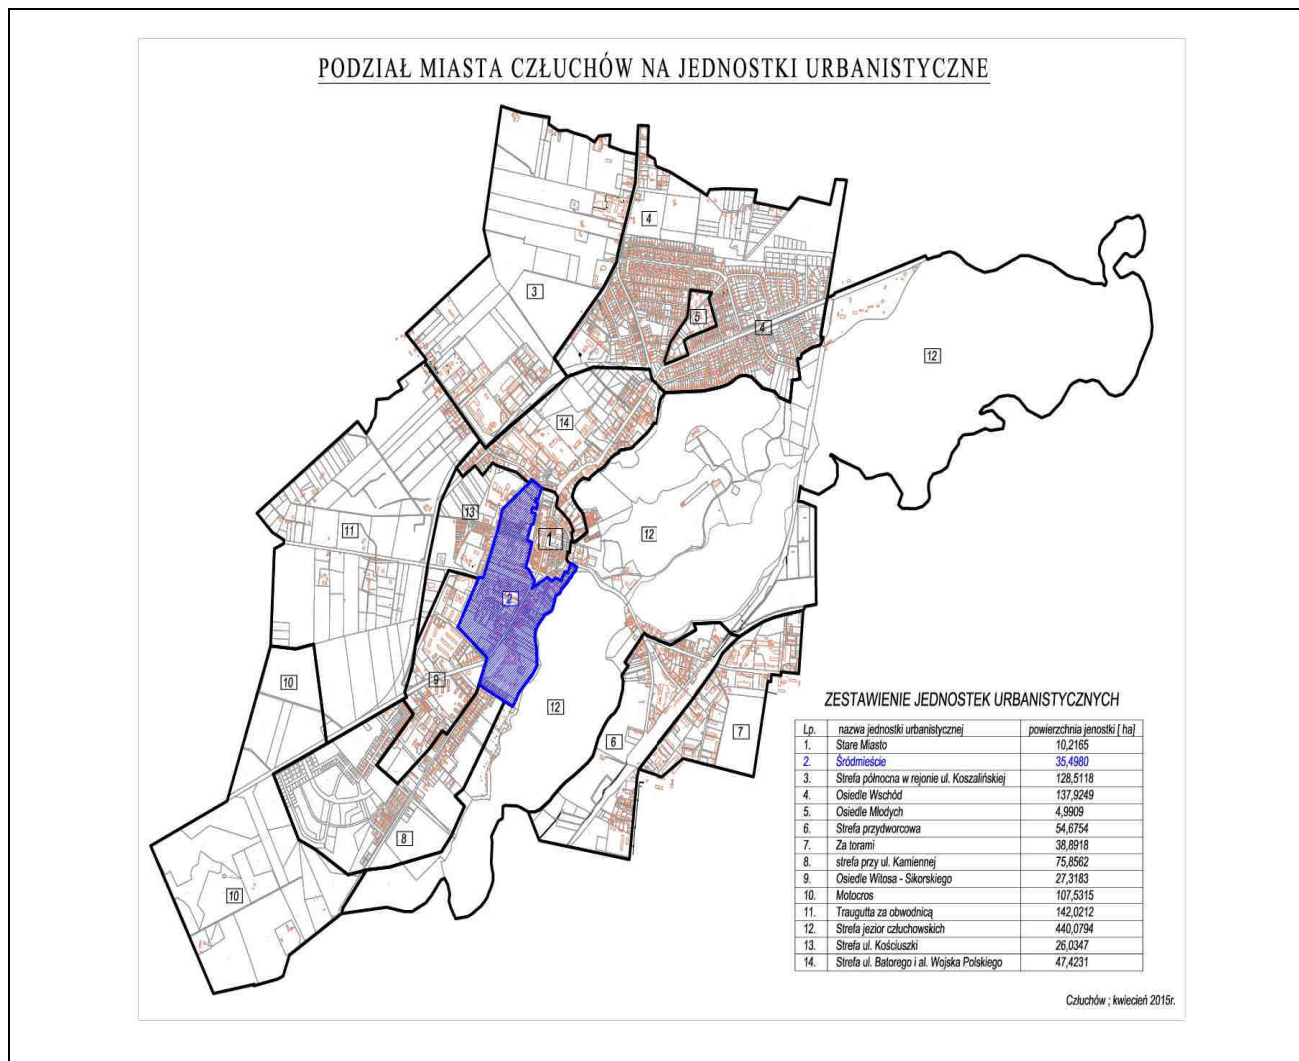 PODZIAŁ MIASTA CZŁUCHÓW NA JEDNOSTKI URBANISTYCZNE
4
3
5
4
12
14
13
1
12
11
2
10
9
12
6
7
8
10
ZESTAWIENIE JEDNOSTEK URBANISTYCZNYCH
Lp. nazwa jednostki urbanistycznej powierzchnia jenostki [ ha]
1. Stare Miasto 10,2165
2. Śródmieście 35,4980
3. Strefa północna w rejonie ul. Koszalińskiej 128,5118
4. Osiedle Wschód 137,9249
5. Osiedle Młodych 4,9909
6. Strefa przydworcowa 54,6754
7. Za torami 38,8918
8. strefa przy ul. Kamiennej 75,8562
9. Osiedle Witosa - Sikorskiego 27,3183
10. Motocros 107,5315
11. Traugutta za obwodnicą 142,0212
12. Strefa jezior człuchowskich 440,0794
13. Strefa ul. Kościuszki 26,0347
14. Strefa ul. Batorego i al. Wojska Polskiego 47,4231
Człuchów ; kwiecień 2015r.